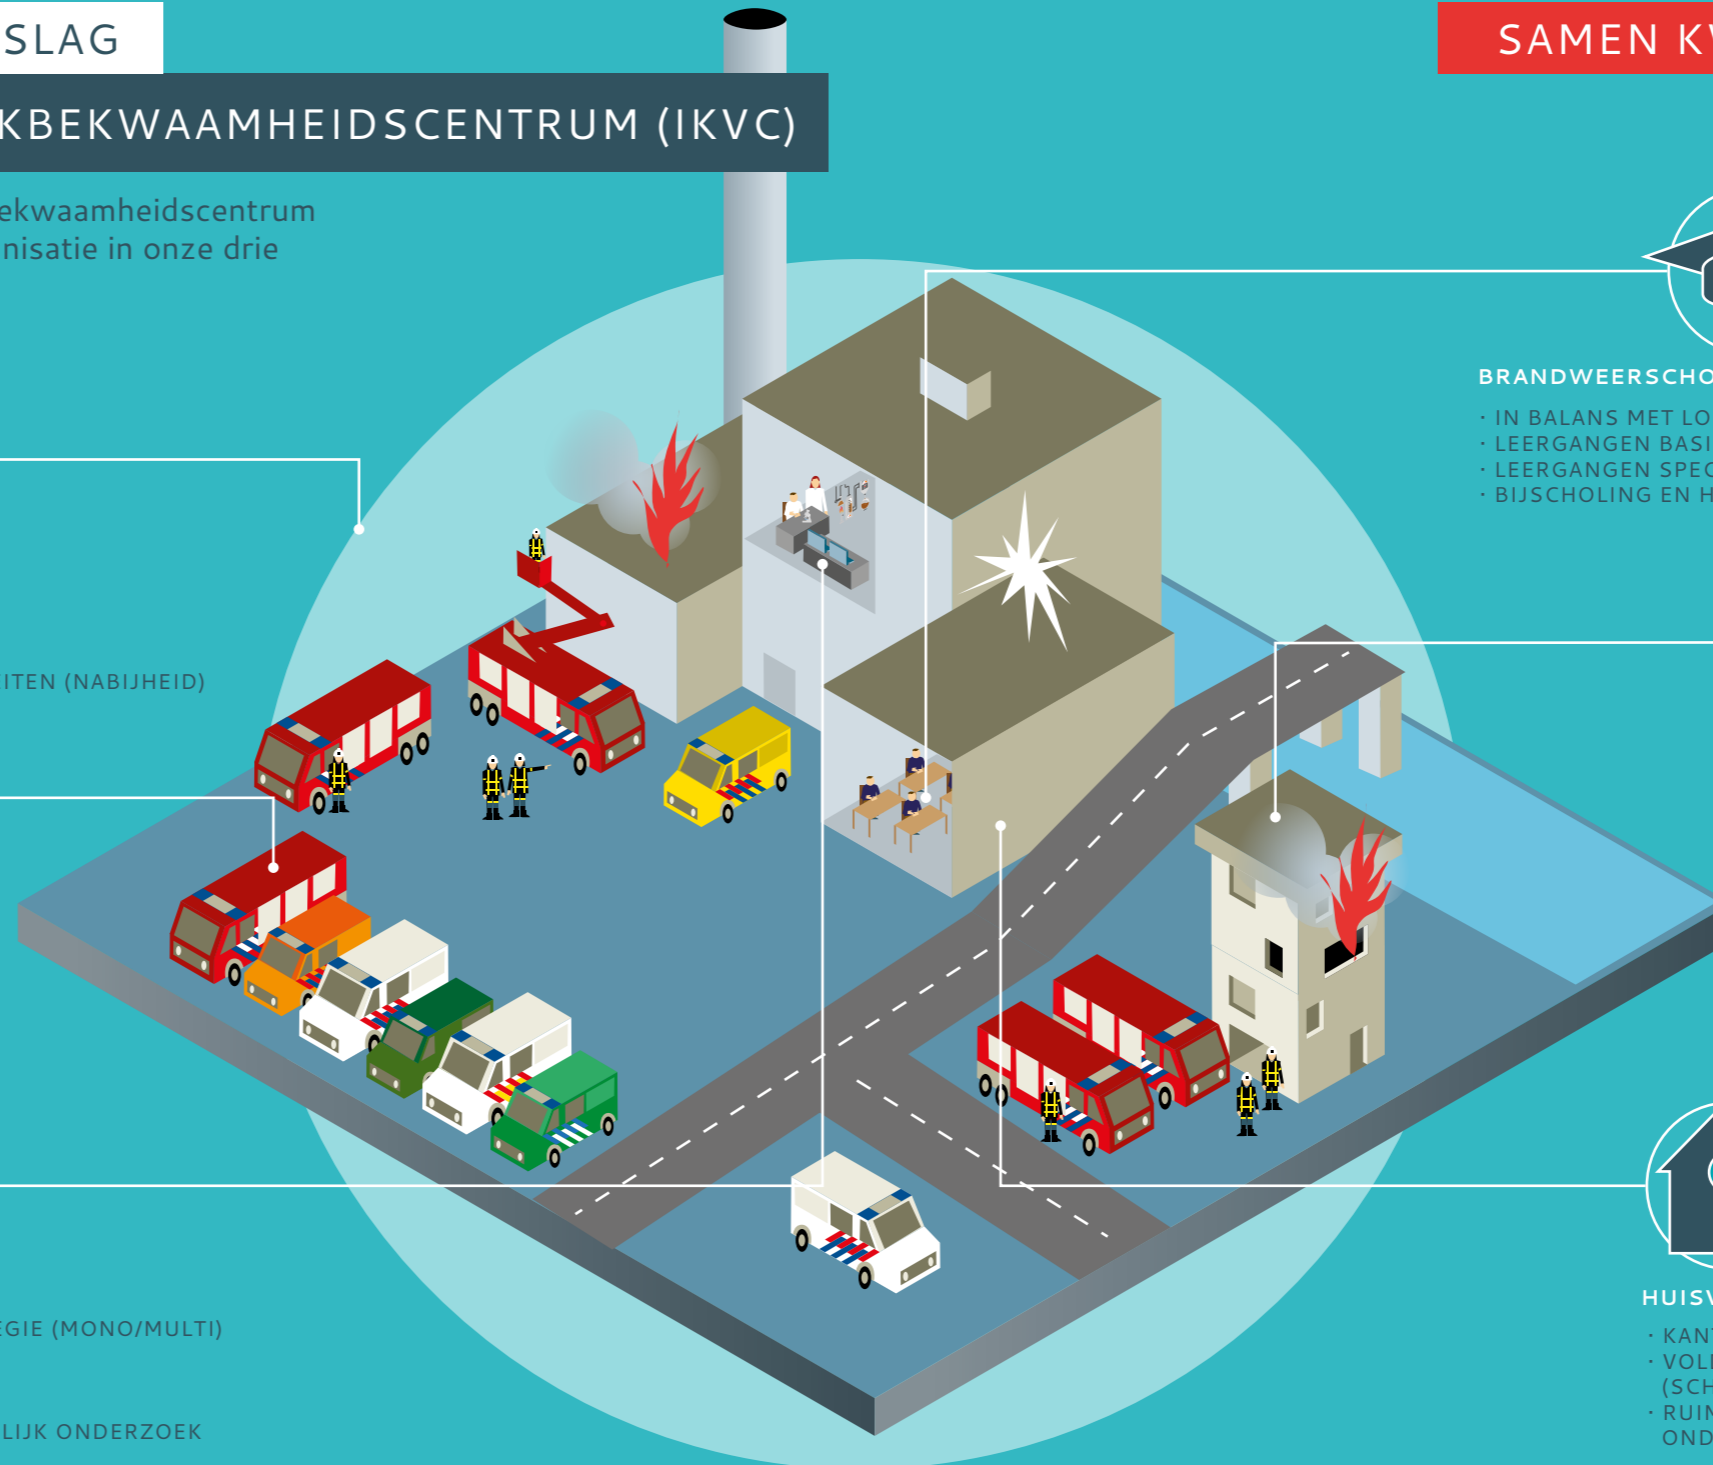 SLAG
SAMEN
KBEKWAAMHEIDSCENTRUM (IKVC)
ekwaamheidscentrum
nisatie in onze drie
BRANDWEERSCHO
· IN BALANS MET LO
· LEERGANGEN BASI
· LEERGANGEN SPEC
· BIJSCHOLING EN H
ITEN (NABIJHEID)
EGIE (MONO/MULTI)
LIJK ONDERZOEK
HUISV
· KAN
· VOL
(SCH
· RUI
OND